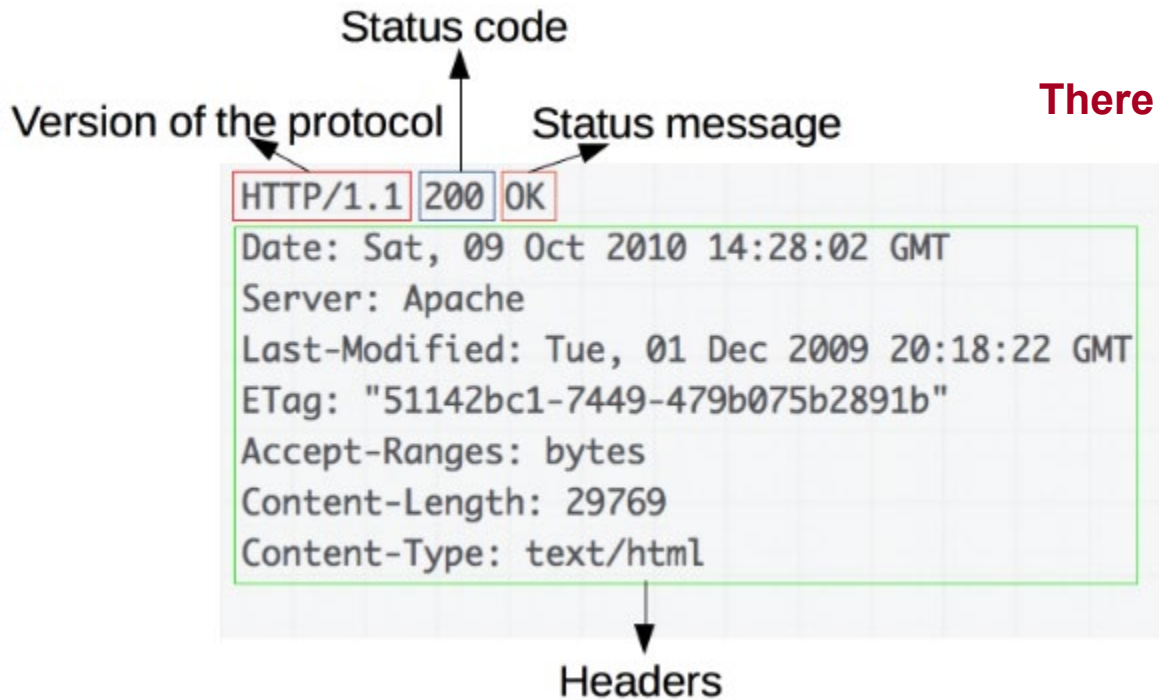 Status code
There
Version of the protocol
Status message
HTTP/1.1 200 OK
Date: Sat, 09 Oct 2010 14:28:02 GMT
Server: Apache
Last-Modified: Tue, 01 Dec 2009 20:18:22 GMT
ETag: "51142bc1-7449-479b075b2891b"
Accept-Ranges: bytes
Content-Length: 29769
Content-Type: text/html
Headers